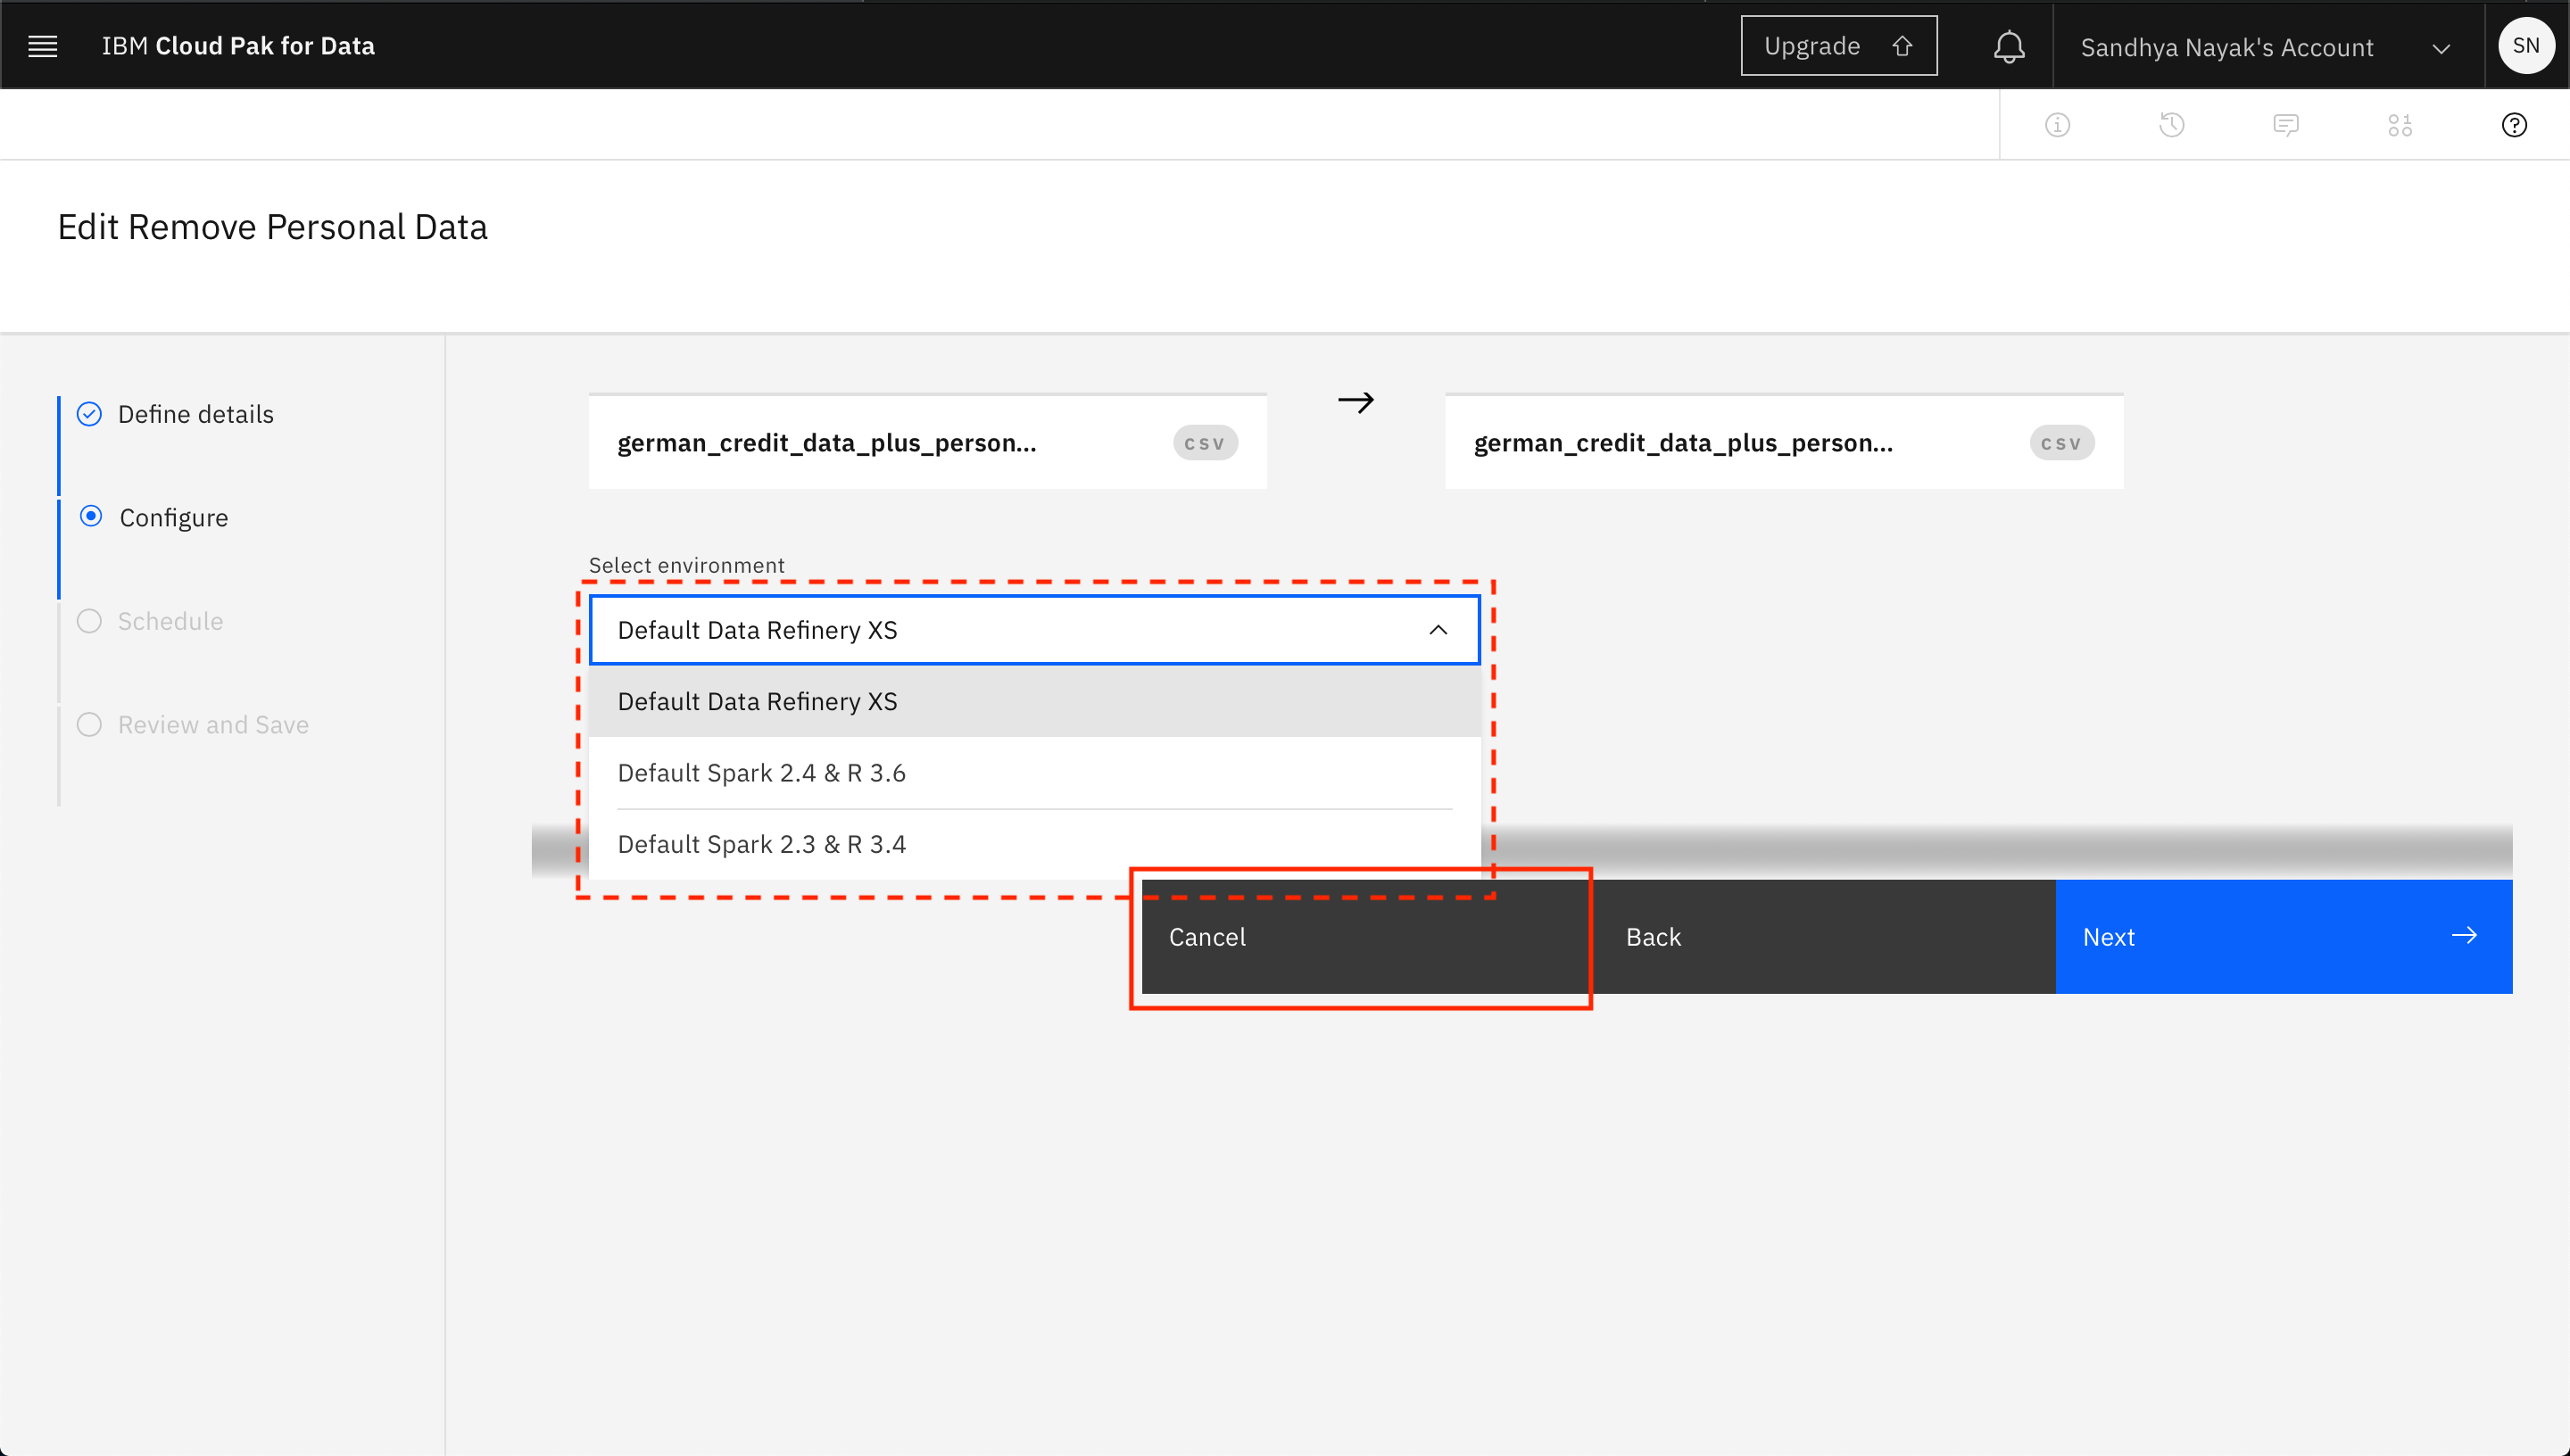 IBM Cloud Pak for Data
Upgrade
Sandhya Nayak's Account
SN
Edit Remove Personal Data
Define details
Configure
Schedule
Review and Save
german_credit_data_plus_person...
csv
german_credit_data_plus_person...
csv
Select environment
Default Data Refinery XS
Default Data Refinery XS
Default Spark 2.4 & R 3.6
Default Spark 2.3 & R 3.4
Cancel
Back
Next